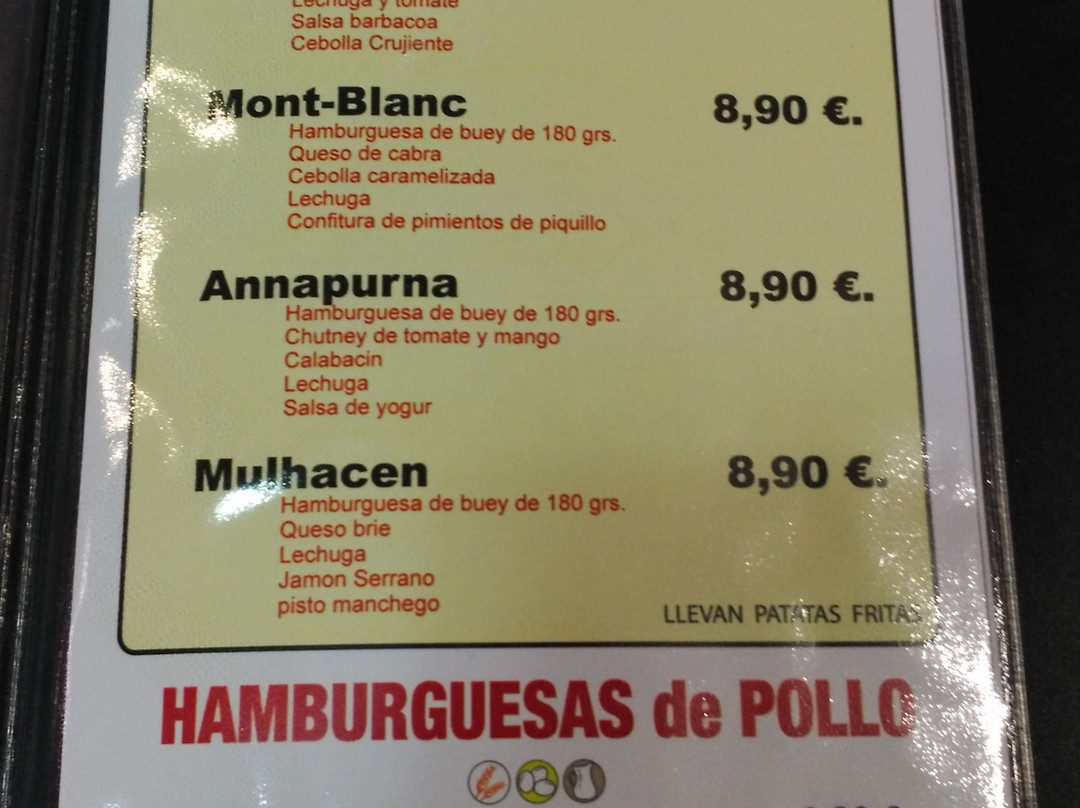 Lechuga y tomate
Salsa barbacoa
Cebolla Crujiente
Mont-Blanc 8,90 €.
Hamburguesa de buey de 180 grs.
Queso de cabra
Cebolla caramelizada
Lechuga
Confitura de pimientos de piquillo
Annapurna 8,90 €.
Hamburguesa de buey de 180 grs.
Chutney de tomate y mango
Calabacin
Lechuga
Salsa de yogur
Mulhacen 8,90 €.
Hamburguesa de buey de 180 grs.
Queso brie
Lechuga
Jamon Serrano
pisto manchego
LLEVAN PATATAS FRITAS
HAMBURGUESAS de POLLO